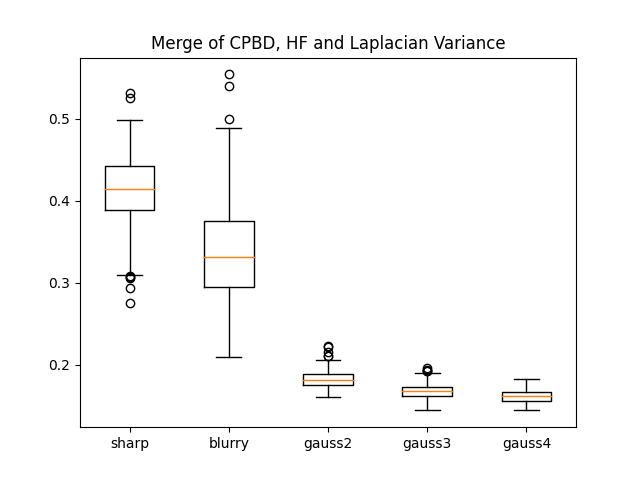 Merge of CPBD, HF and Laplacian Variance
0.5
0.4
0.3
0.2
sharp blurry gauss2 gauss3 gauss4